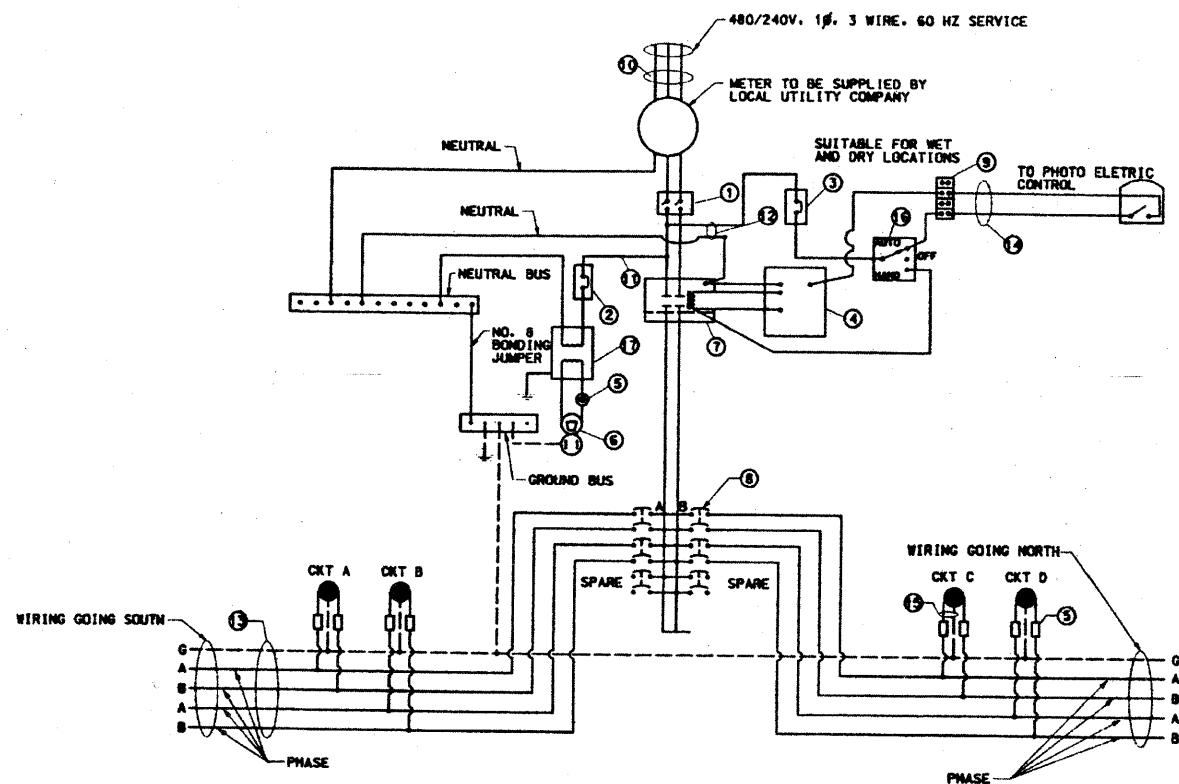 480/240V. 1Ø. 3 WIRE. 60 HZ SERVICE
10
METER TO BE SUPPLIED BY
LOCAL UTILITY COMPANY
NEUTRAL
SUITABLE FOR WET
AND DRY LOCATIONS
9
TO PHOTO ELETRIC
CONTROL
1
3
16
NEUTRAL
12
14
AUTO
OFF
HAND
NEUTRAL BUS
11
2
4
7
NO. 8
BONDING
JUMPER
17
5
6
GROUND BUS
8
A B
WIRING GOING NORTH
CKT A CKT B
SPARE SPARE
CKT C CKT D
15
5
WIRING GOING SOUTH
13
G
A
B
A
B
G
A
B
A
B
PHASE
PHASE